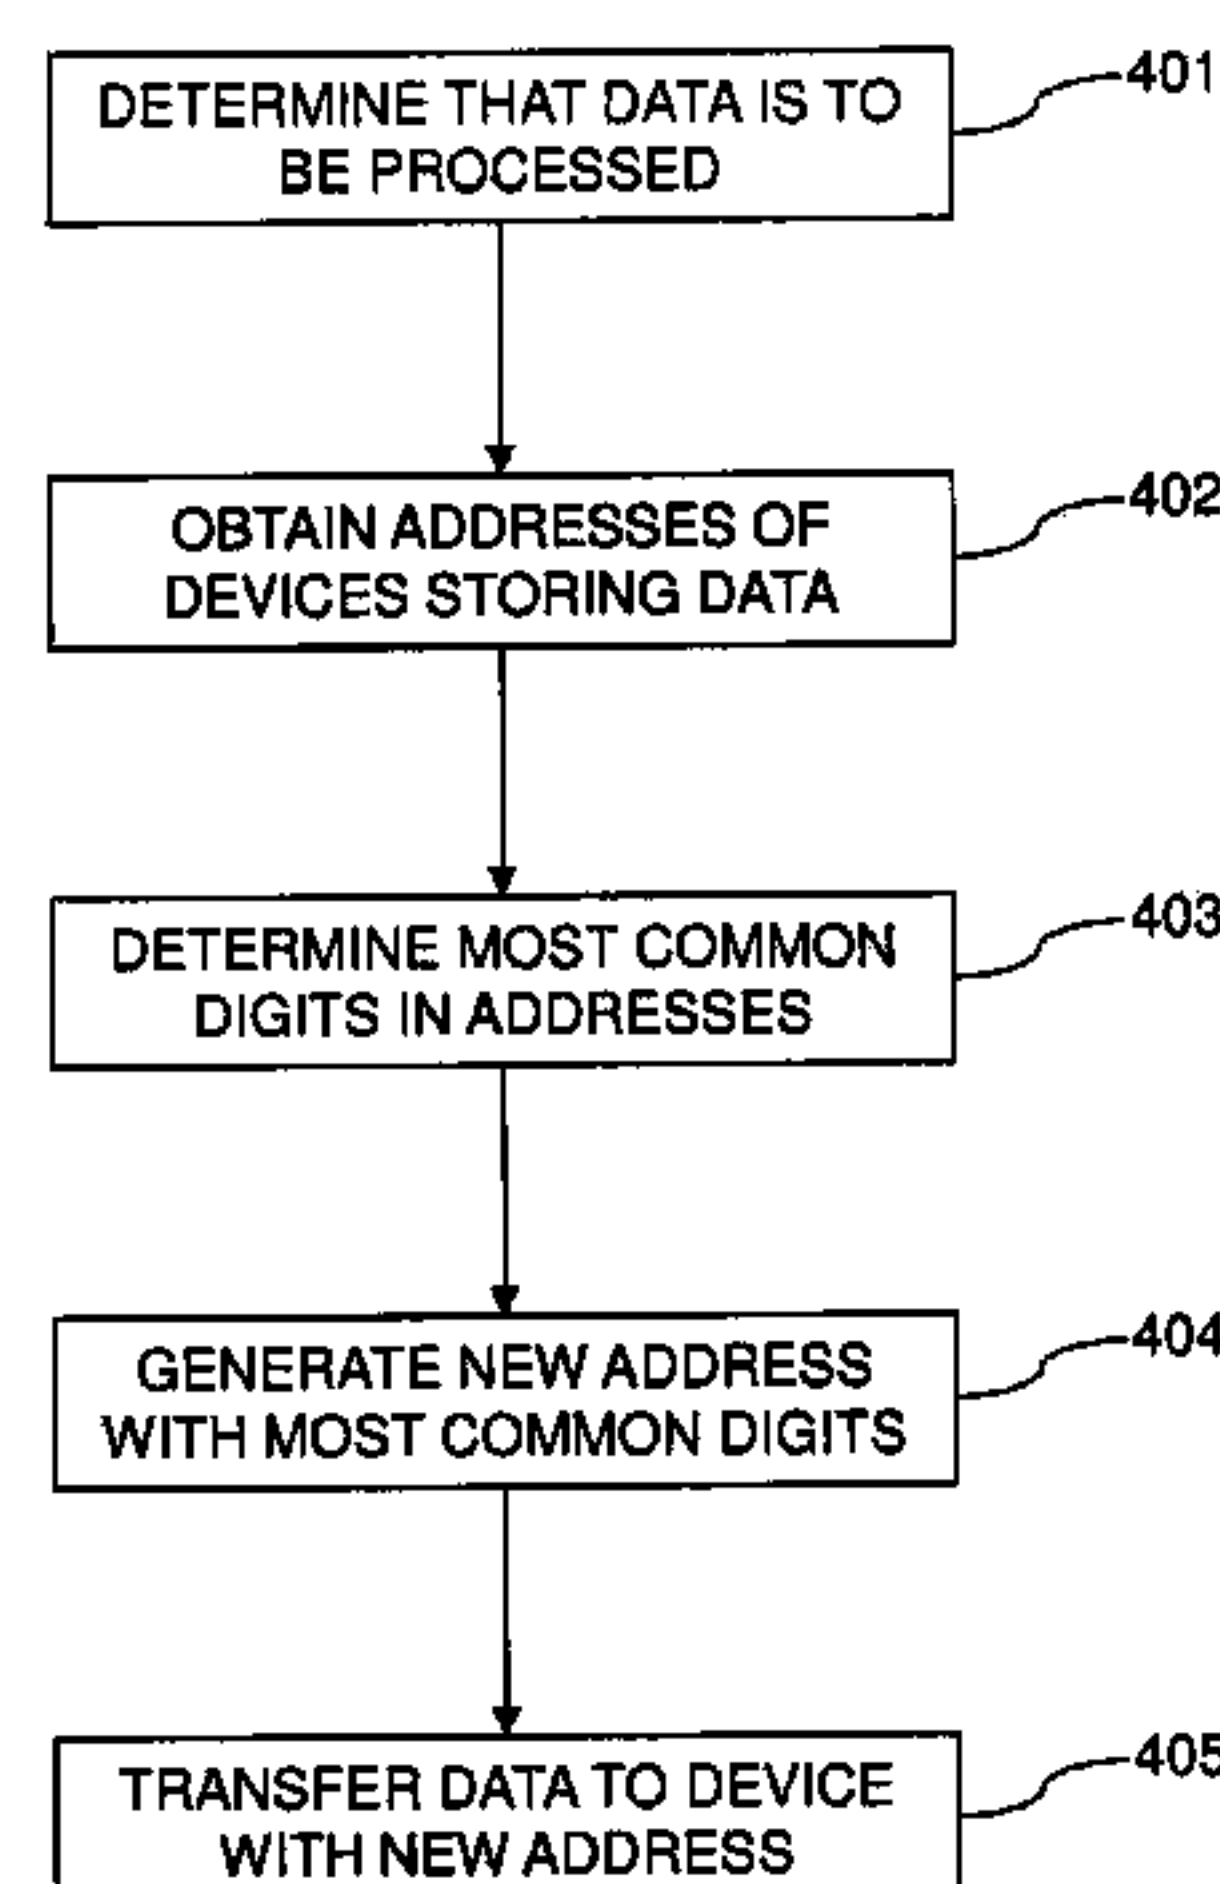 DETERMINE THAT DATA IS TO
BE PROCESSED
401
OBTAIN ADDRESSES OF
DEVICES STORING DATA
402
DETERMINE MOST COMMON
DIGITS IN ADDRESSES
403
GENERATE NEW ADDRESS
WITH MOST COMMON DIGITS
404
TRANSFER DATA TO DEVICE
WITH NEW ADDRESS
405